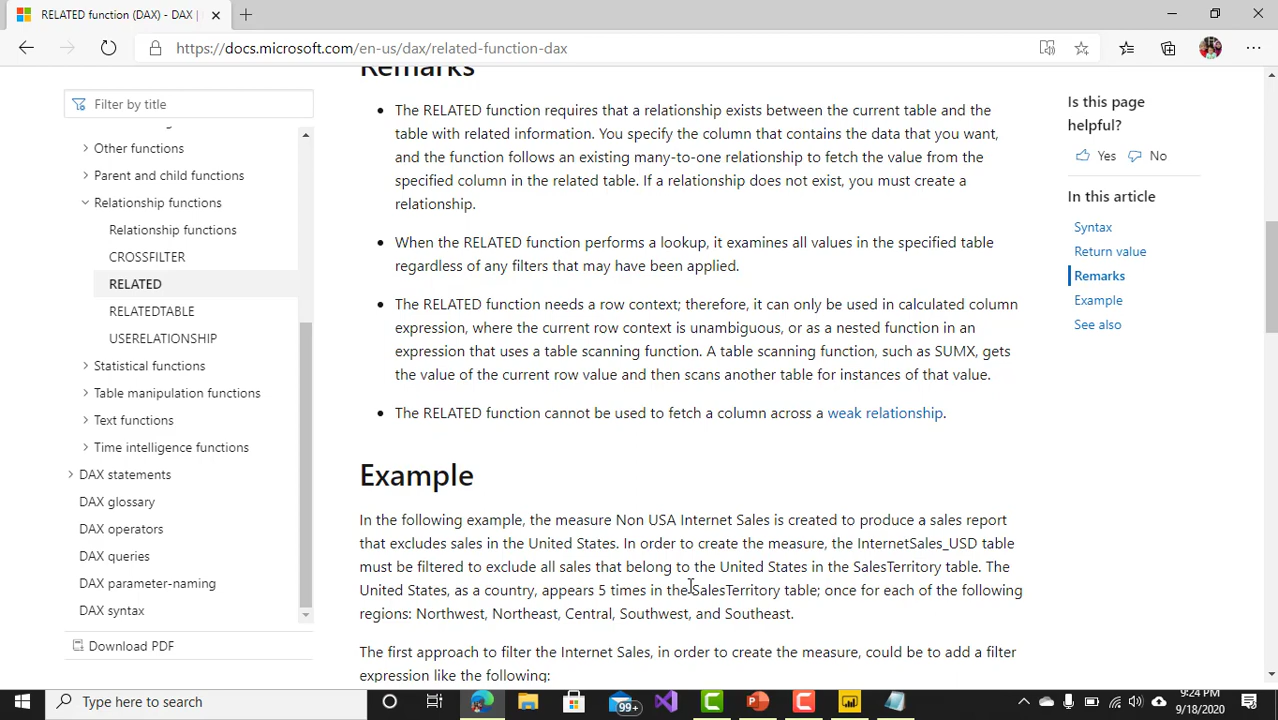 RELATED function (DAX) - DAX |
https://docs.microsoft.com/en-us/dax/related-function-dax
Filter by title
Other functions
Parent and child functions
Relationship functions
Relationship functions
CROSSFILTER
RELATED
RELATEDTABLE
USERELATIONSHIP
Statistical functions
Table manipulation functions
Text functions
Time intelligence functions
DAX statements
DAX glossary
DAX operators
DAX queries
DAX parameter-naming
DAX syntax
Download PDF
Remarks
The RELATED function requires that a relationship exists between the current table and the
table with related information. You specify the column that contains the data that you want,
and the function follows an existing many-to-one relationship to fetch the value from the
specified column in the related table. If a relationship does not exist, you must create a
relationship.
When the RELATED function performs a lookup, it examines all values in the specified table
regardless of any filters that may have been applied.
The RELATED function needs a row context; therefore, it can only be used in calculated column
expression, where the current row context is unambiguous, or as a nested function in an
expression that uses a table scanning function. A table scanning function, such as SUMX, gets
the value of the current row value and then scans another table for instances of that value.
The RELATED function cannot be used to fetch a column across a weak relationship.
Example
In the following example, the measure Non USA Internet Sales is created to produce a sales report
that excludes sales in the United States. In order to create the measure, the InternetSales_USD table
must be filtered to exclude all sales that belong to the United States in the SalesTerritory table. The
United States, as a country, appears 5 times in the SalesTerritory table; once for each of the following
regions: Northwest, Northeast, Central, Southwest, and Southeast.
The first approach to filter the Internet Sales, in order to create the measure, could be to add a filter
expression like the following:
Is this page
helpful?
Yes
No
In this article
Syntax
Return value
Remarks
Example
See also
Type here to search
99+
9:24 PM
9/18/2020